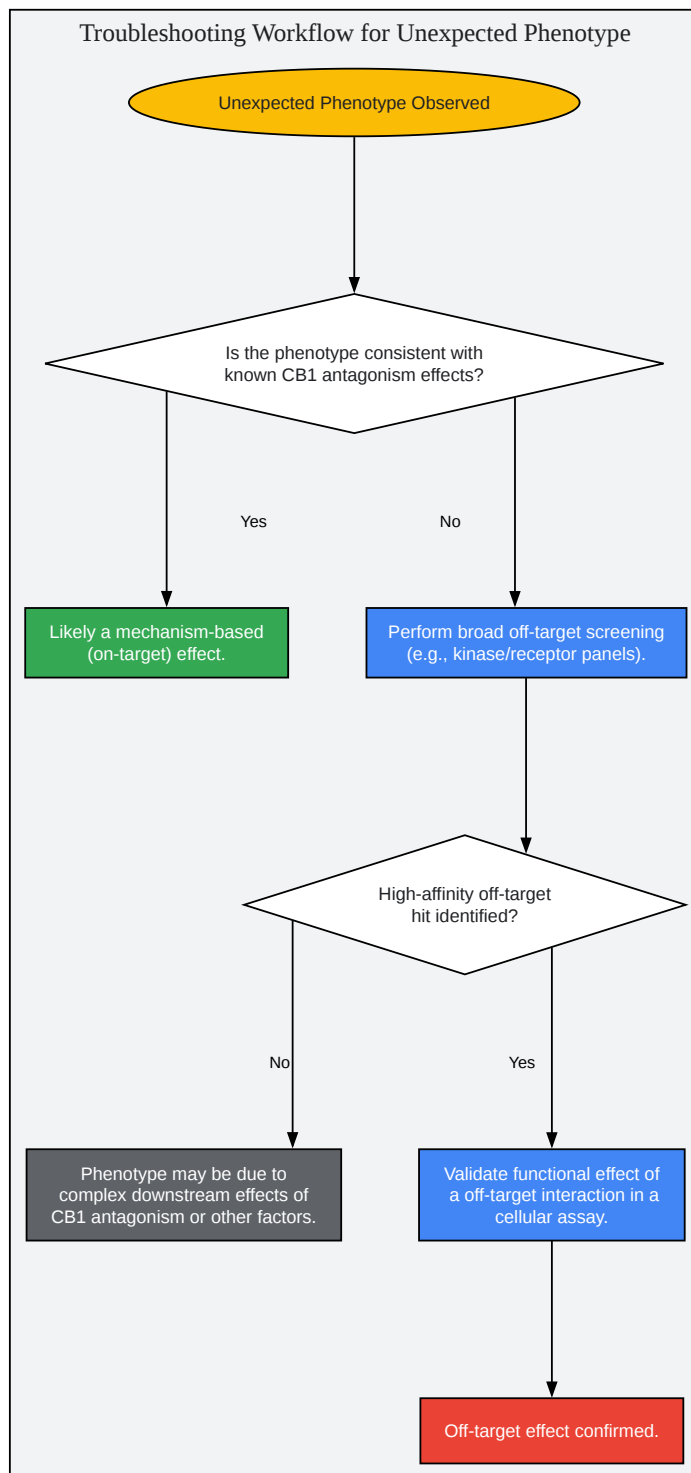 Troubleshooting Workflow for Unexpected Phenotype
Unexpected Phenotype Observed
Is the phenotype consistent with
known CB1 antagonism effects?
Yes
No
Likely a mechanism-based
(on-target) effect.
Perform broad off-target screening
(e.g., kinase/receptor panels).
High-affinity off-target
hit identified?
No
Yes
Phenotype may be due to
complex downstream effects of
CB1 antagonism or other factors.
Validate functional effect of
a off-target interaction in a
cellular assay.
Off-target effect confirmed.